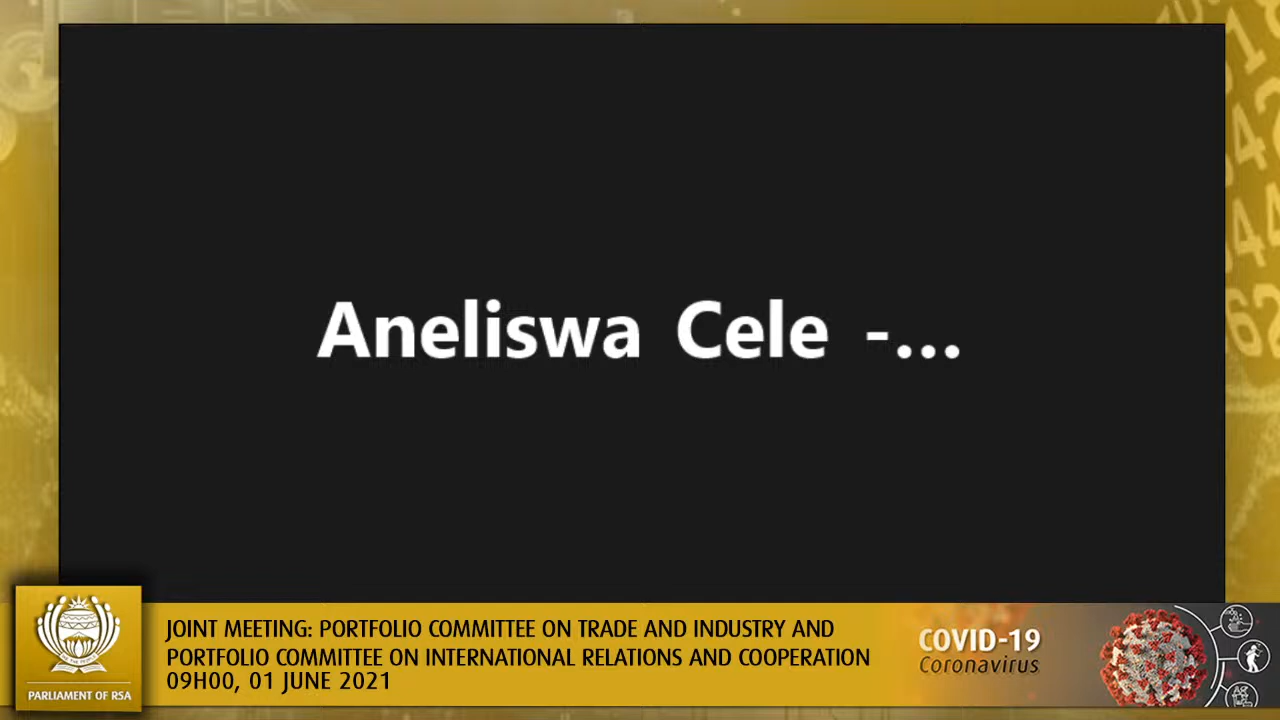 Aneliswa Cele -...
JOINT MEETING: PORTFOLIO COMMITTEE ON TRADE AND INDUSTRY AND
PORTFOLIO COMMITTEE ON INTERNATIONAL RELATIONS AND COOPERATION
09H00, 01 JUNE 2021
PARLIAMENT OF RSA
COVID-19
Coronavirus